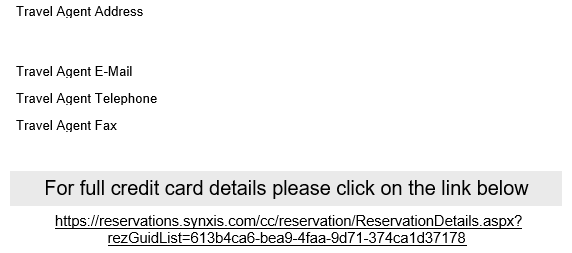 Travel Agent Address
Travel Agent E-Mail
Travel Agent Telephone
Travel Agent Fax
For full credit card details please click on the link below
https://reservations.synxis.com/cc/reservation/ReservationDetails.aspx?
rezGuidList=613b4ca6-bea9-4faa-9d71-374ca1d37178